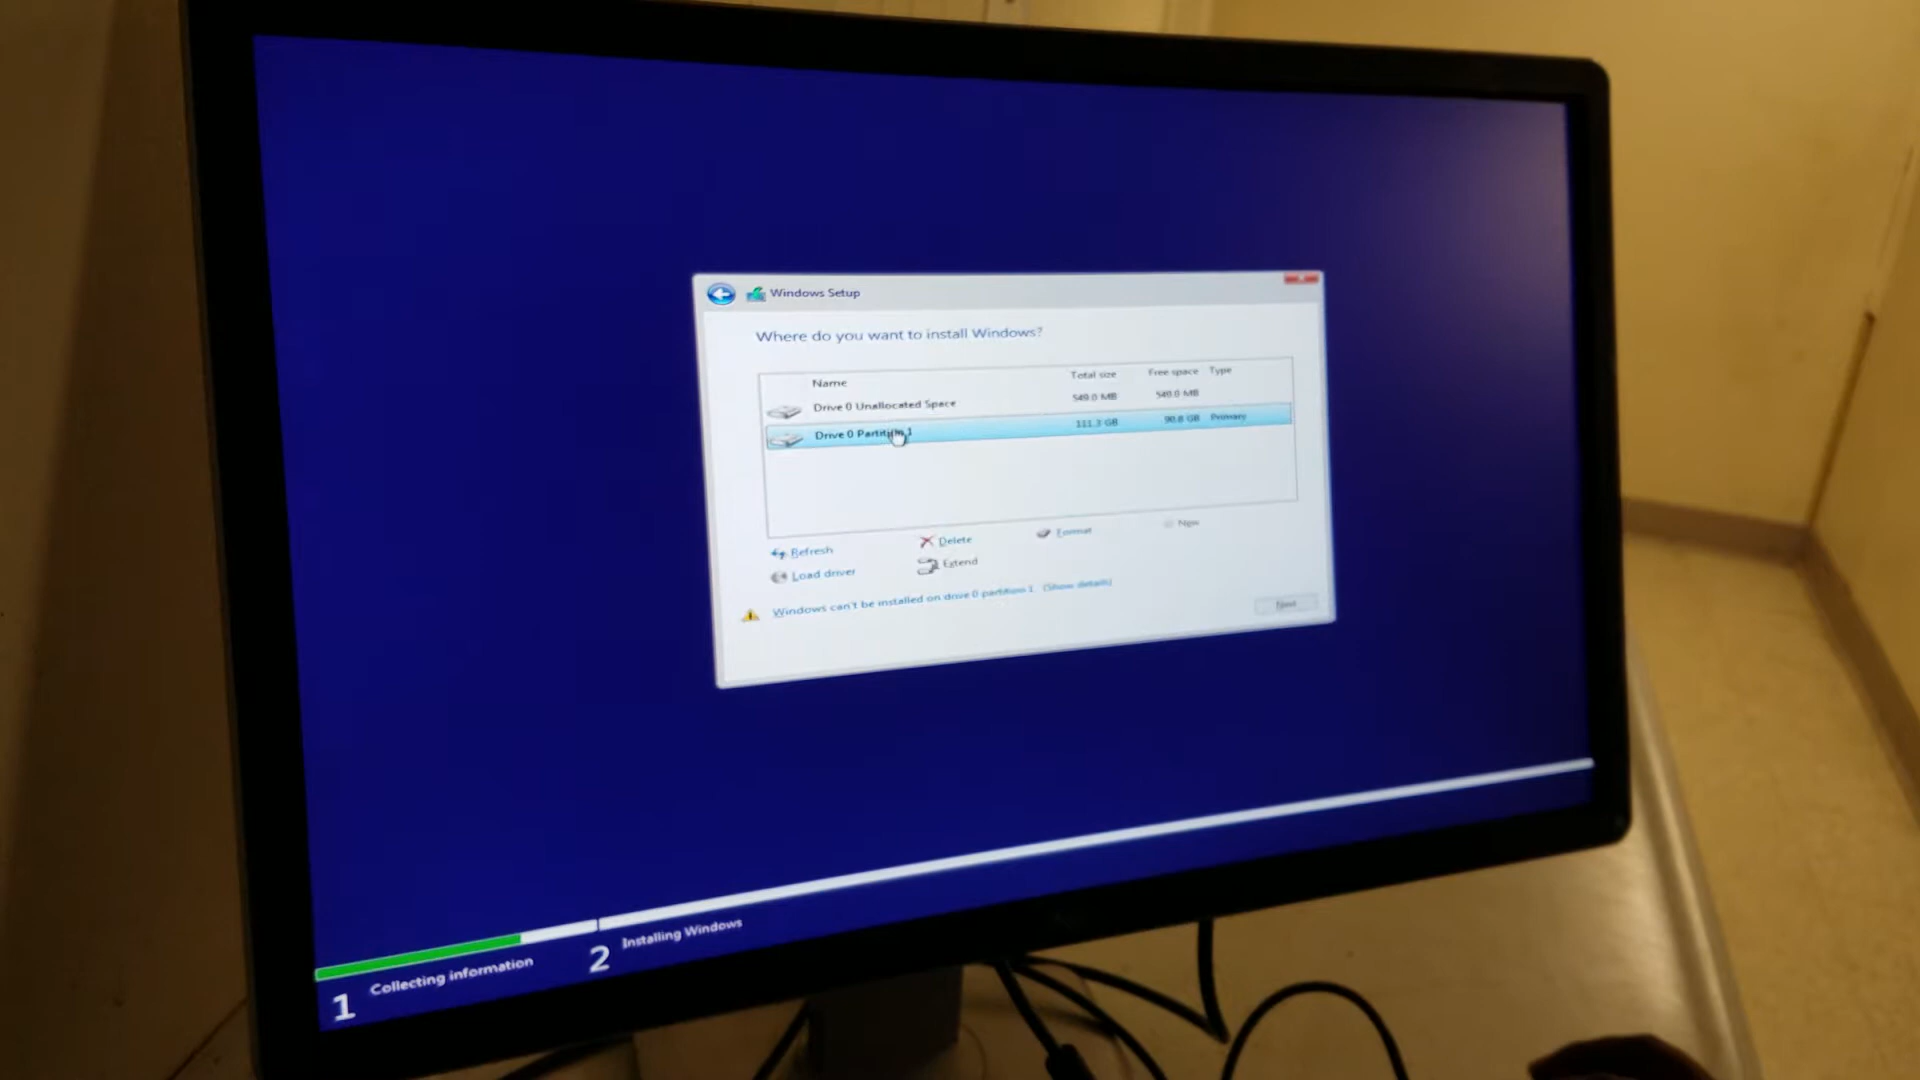 Windows Setup
Where do you want to install Windows?
Name Total size Free space Type
Drive 0 Unallocated Space 549.0 MB 549.0 MB
Drive 0 Partition 1 111.3 GB 90.8 GB Primary
Refresh Delete Format New
Load driver Extend
Windows can't be installed on drive 0 partition 1. (Show details)
Next
1 Collecting information 2 Installing Windows